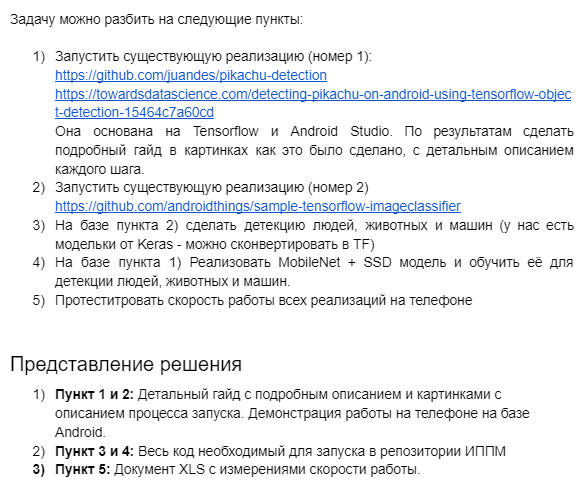 Задачу можно разбить на следующие пункты:
1) Запустить существующую реализацию (номер 1):
https://github.com/juandes/pikachu-detection
https://towardsdatascience.com/detecting-pikachu-on-android-using-tensorflow-objec
t-detection-15464c7a60cd
Она основана на Tensorflow и Android Studio. По результатам сделать
подробный гайд в картинках как это было сделано, с детальным описанием
каждого шага.
2) Запустить существующую реализацию (номер 2)
https://github.com/androidthings/sample-tensorflow-imageclassifier
3) На базе пункта 2) сделать детекцию людей, животных и машин (у нас есть
модельки от Keras - можно сконвертировать в TF)
4) На базе пункта 1) Реализовать MobileNet + SSD модель и обучить её для
детекции людей, животных и машин.
5) Протеститровать скорость работы всех реализаций на телефоне
Представление решения
1) Пункт 1 и 2: Детальный гайд с подробным описанием и картинками с
описанием процесса запуска. Демонстрация работы на телефоне на базе
Android.
2) Пункт 3 и 4: Весь код необходимый для запуска в репозитории ИППМ
3) Пункт 5: Документ XLS с измерениями скорости работы.